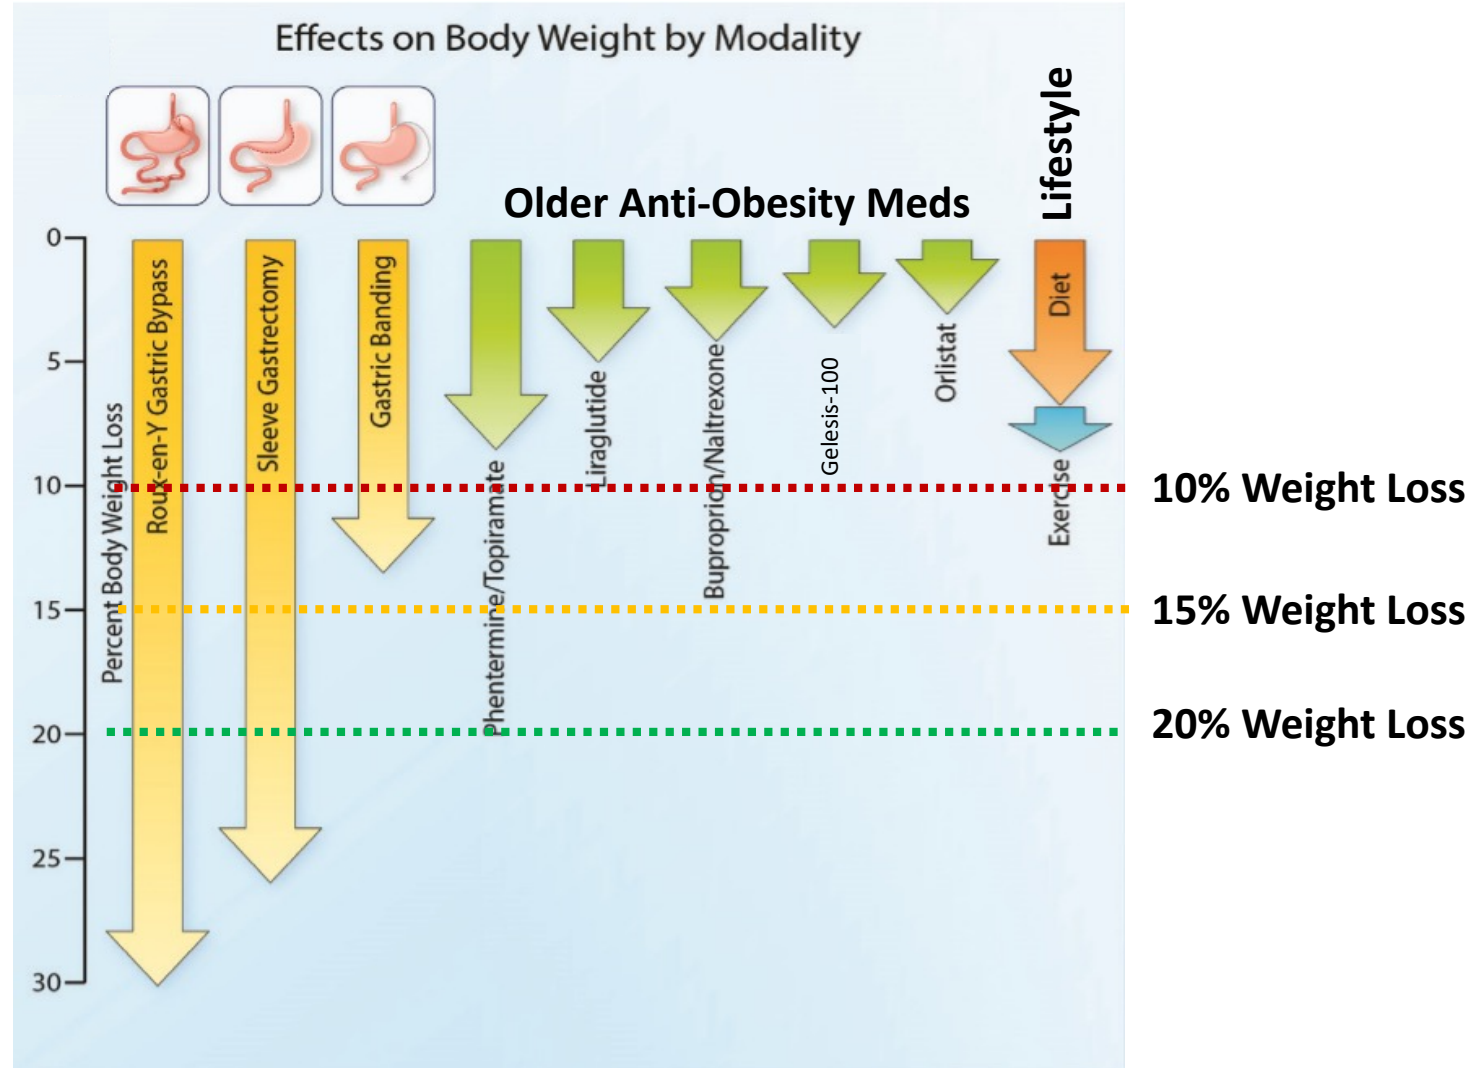 Effects on Body Weight by Modality
Lifestyle
Older Anti-Obesity Meds
0
5
10
15
20
25
30
Percent Body Weight Loss
Roux-en-Y Gastric Bypass
Sleeve Gastrectomy
Gastric Banding
Phentermine/Topiramate
Liraglutide
Buproprion/Naltrexone
Gelesis-100
Orlistat
Diet
Exercise
10% Weight Loss
15% Weight Loss
20% Weight Loss